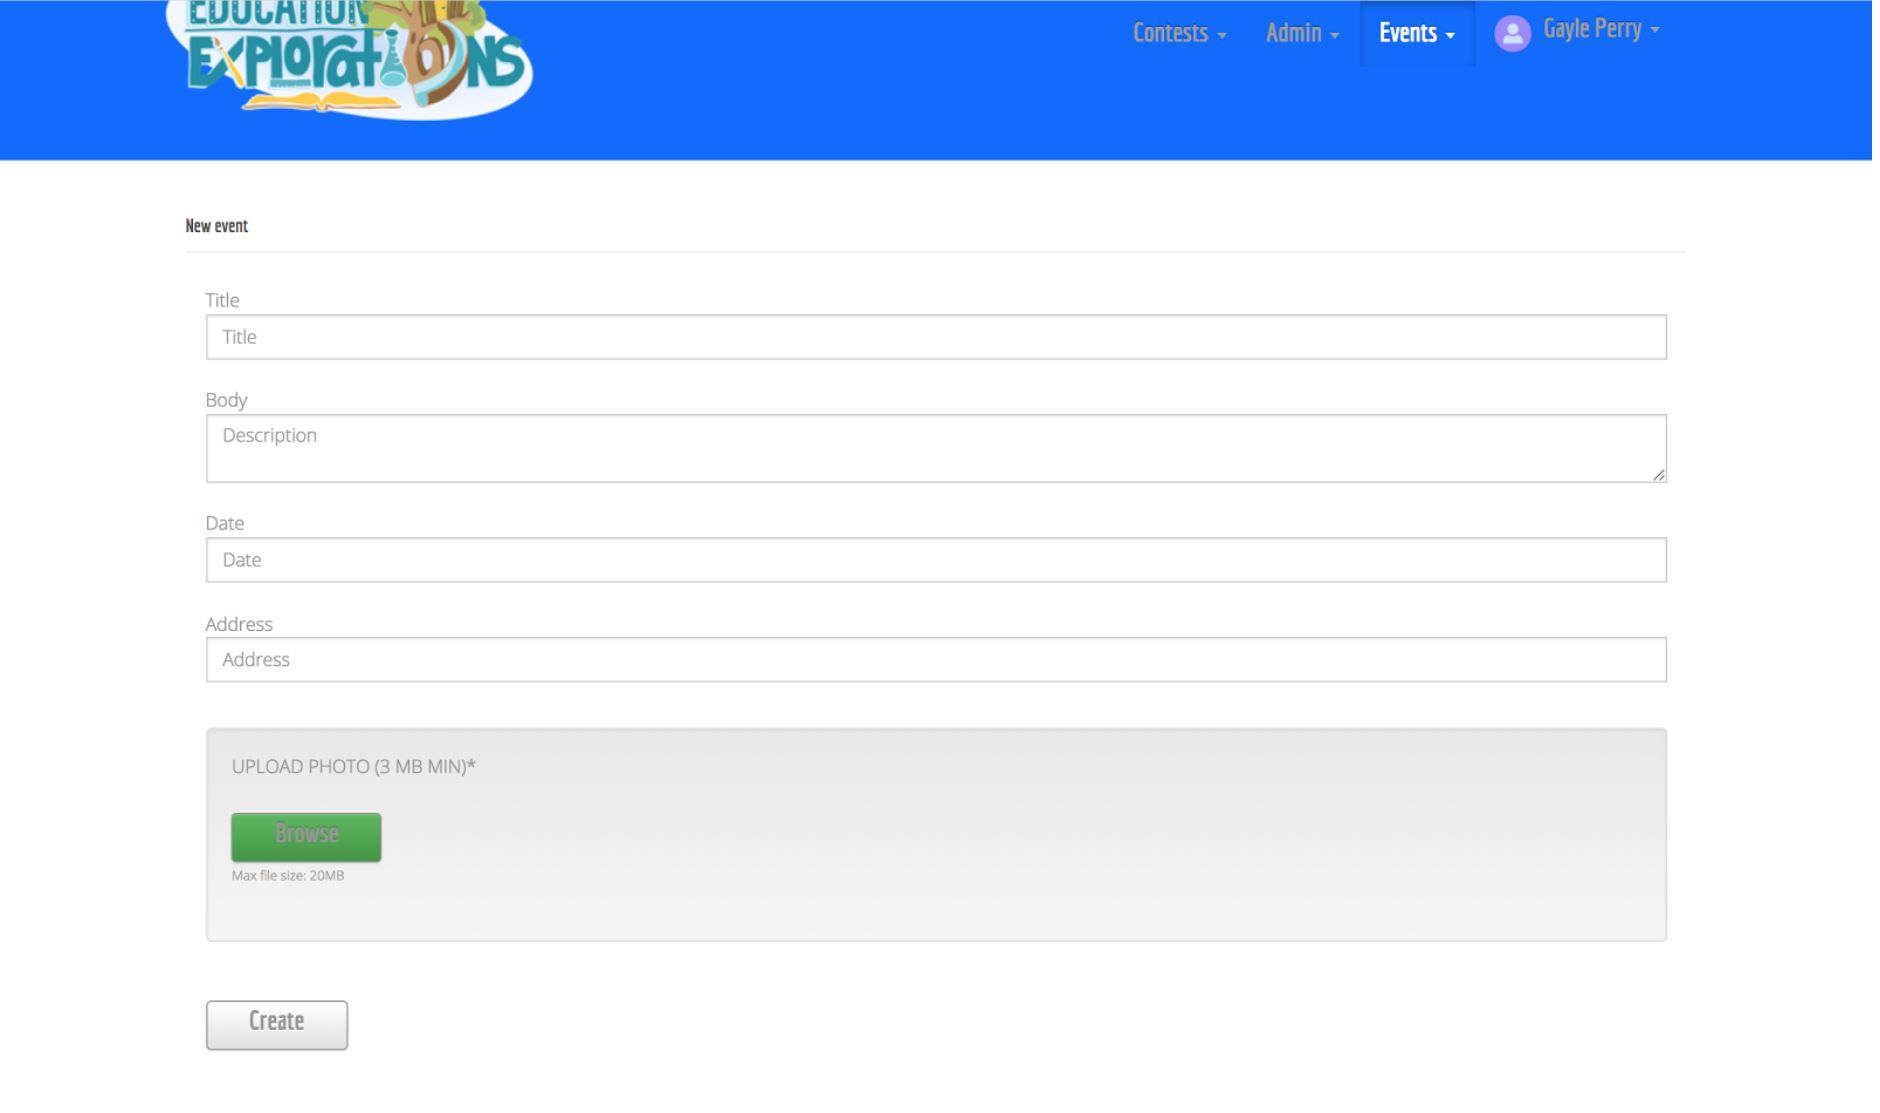 EDUCATION
EXPlORATIONS
Contests Admin Events Gayle Perry
New event
Title
Title
Body
Description
Date
Date
Address
Address
UPLOAD PHOTO (3 MB MIN)*
Browse
Max file size: 20MB
Create